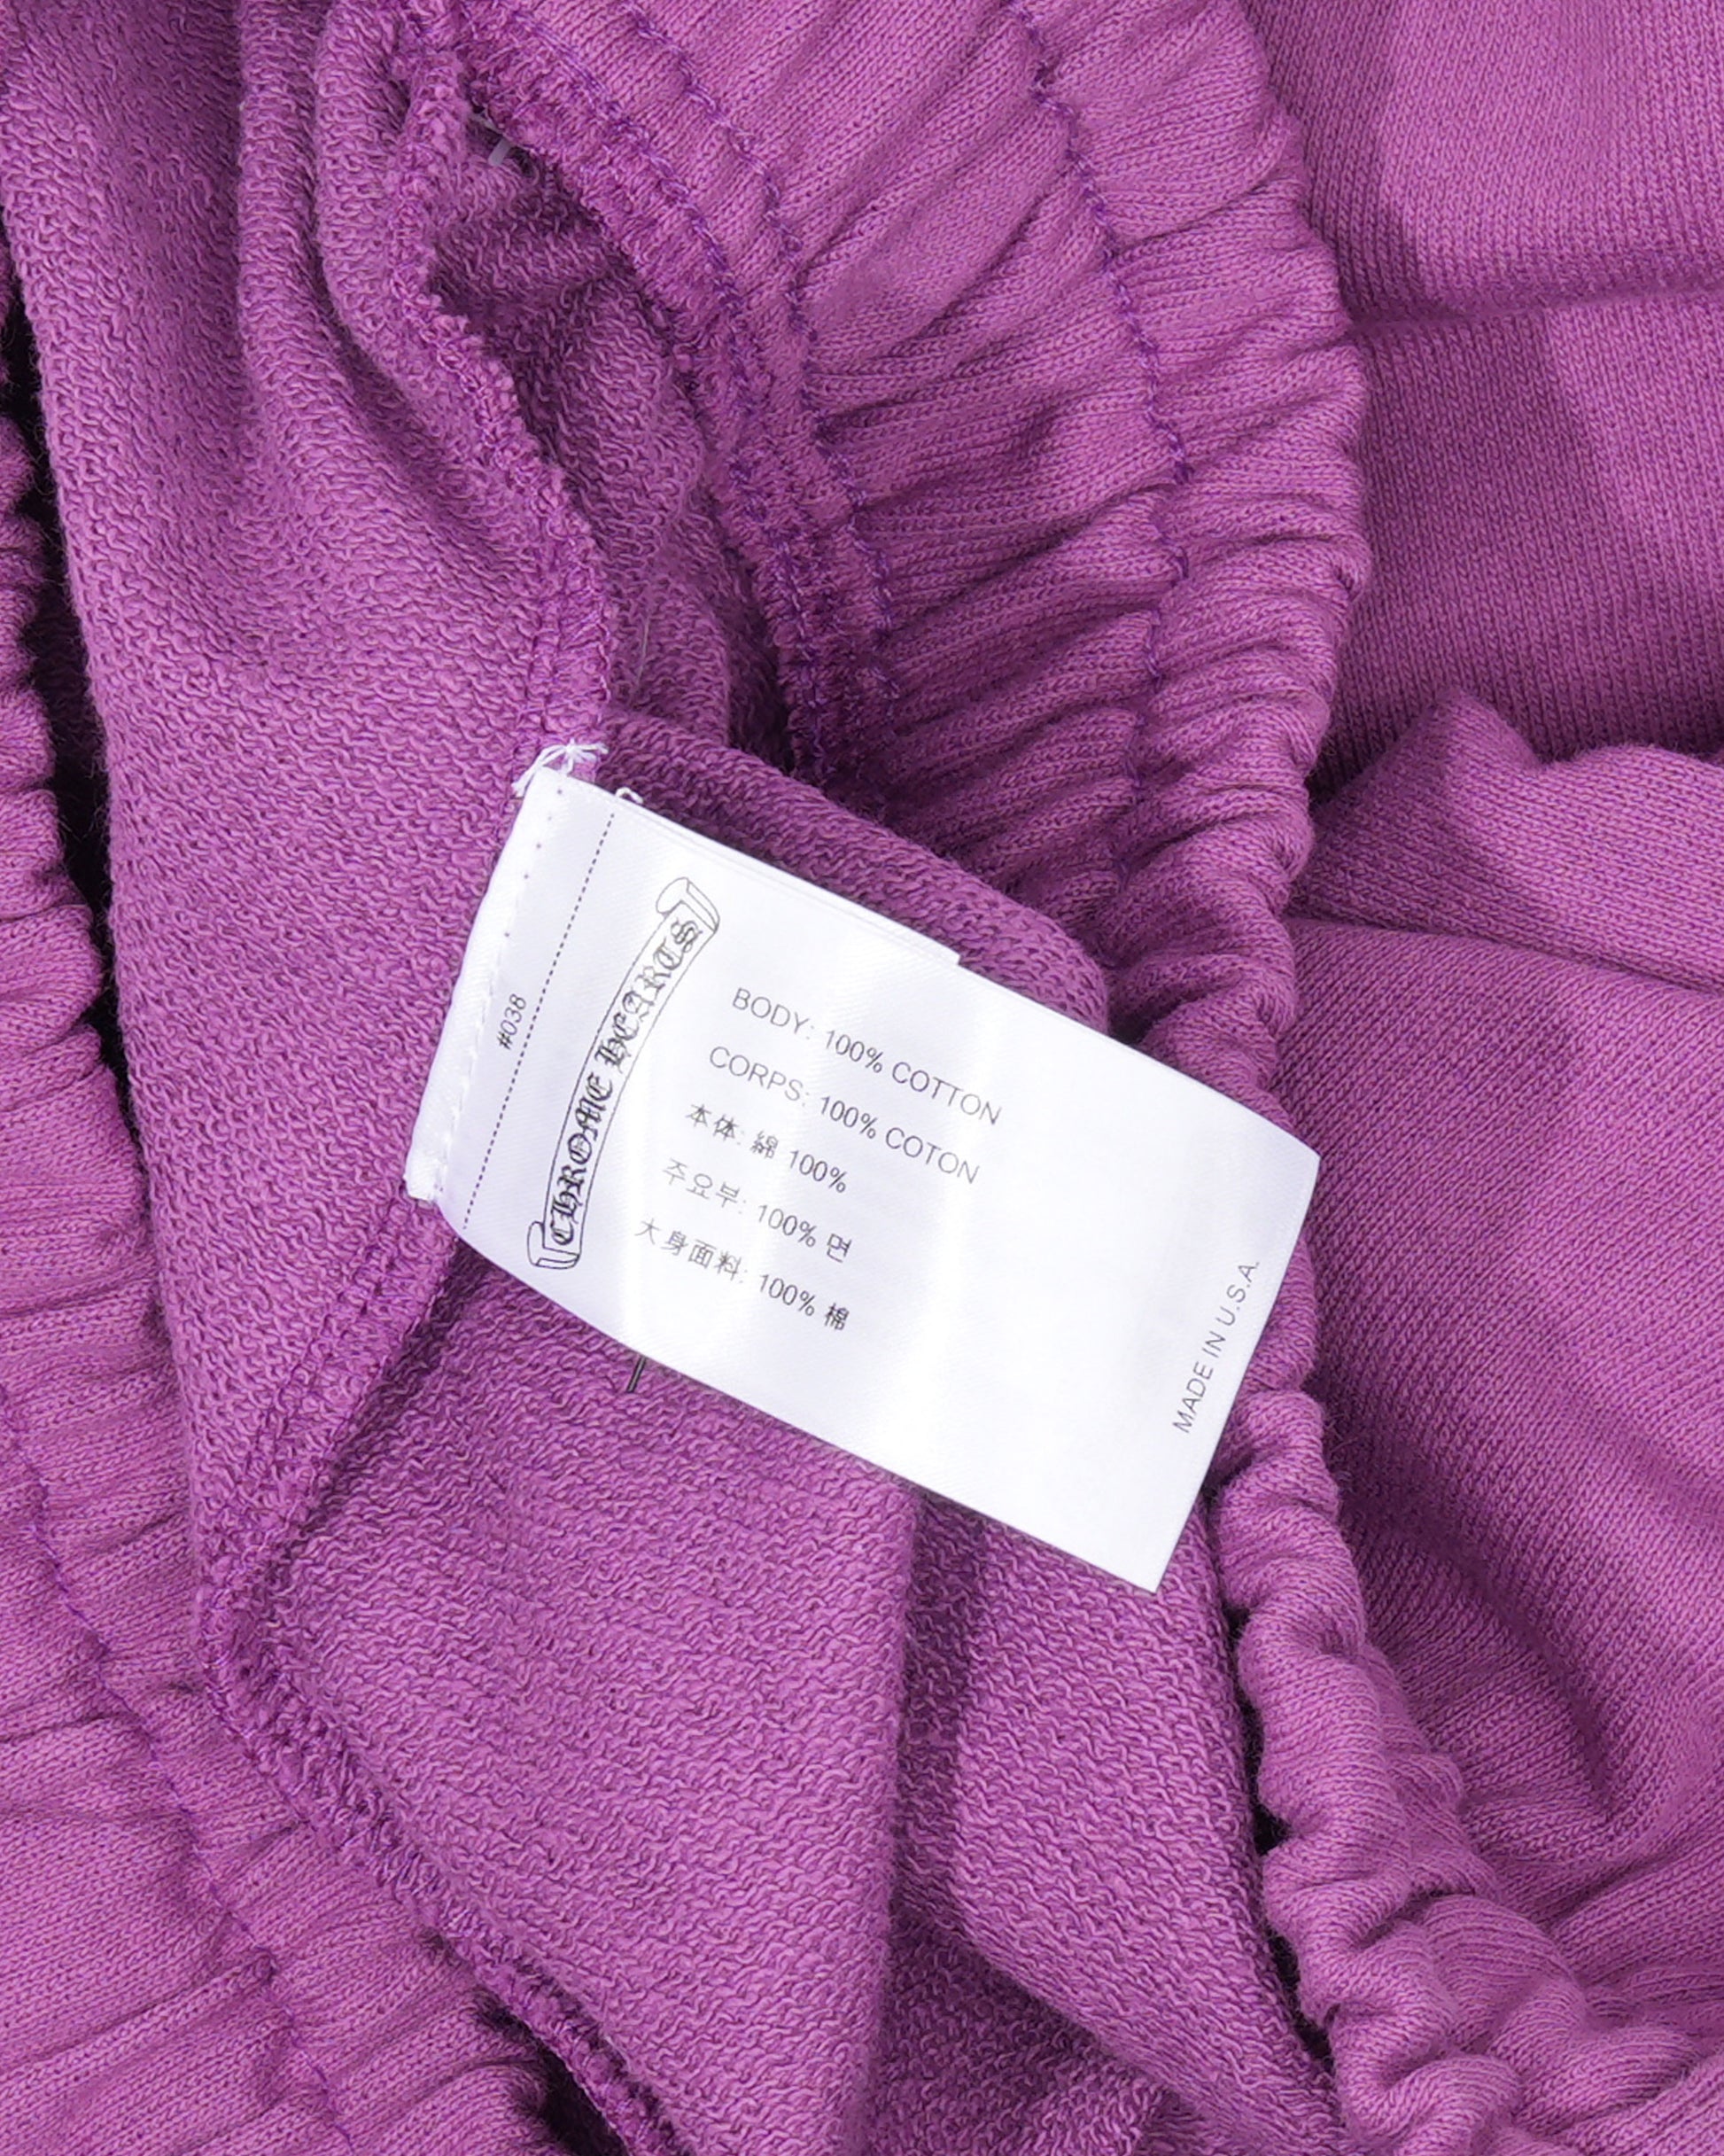 #038
CHROME HEARTS
BODY: 100% COTTON
CORPS: 100% COTON
本体: 綿 100%
주요부: 100% 면
大身面料: 100% 棉
MADE IN U.S.A.